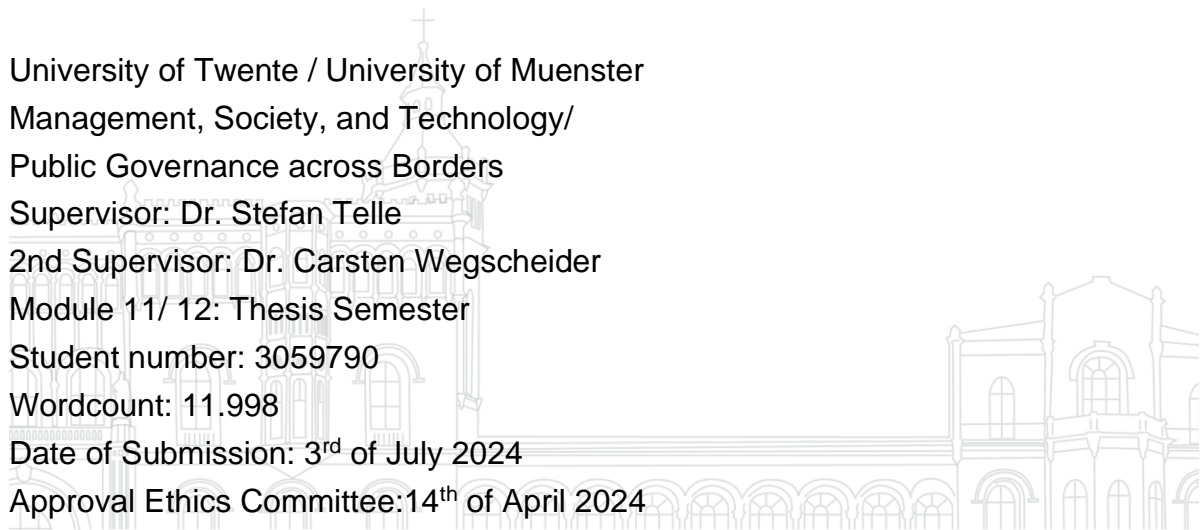 University of Twente / University of Muenster
Management, Society, and Technology/
Public Governance across Borders
Supervisor: Dr. Stefan Telle
2nd Supervisor: Dr. Carsten Wegscheider
Module 11/ 12: Thesis Semester
Student number: 3059790
Wordcount: 11.998
Date of Submission: 3rd of July 2024
Approval Ethics Committee:14th of April 2024